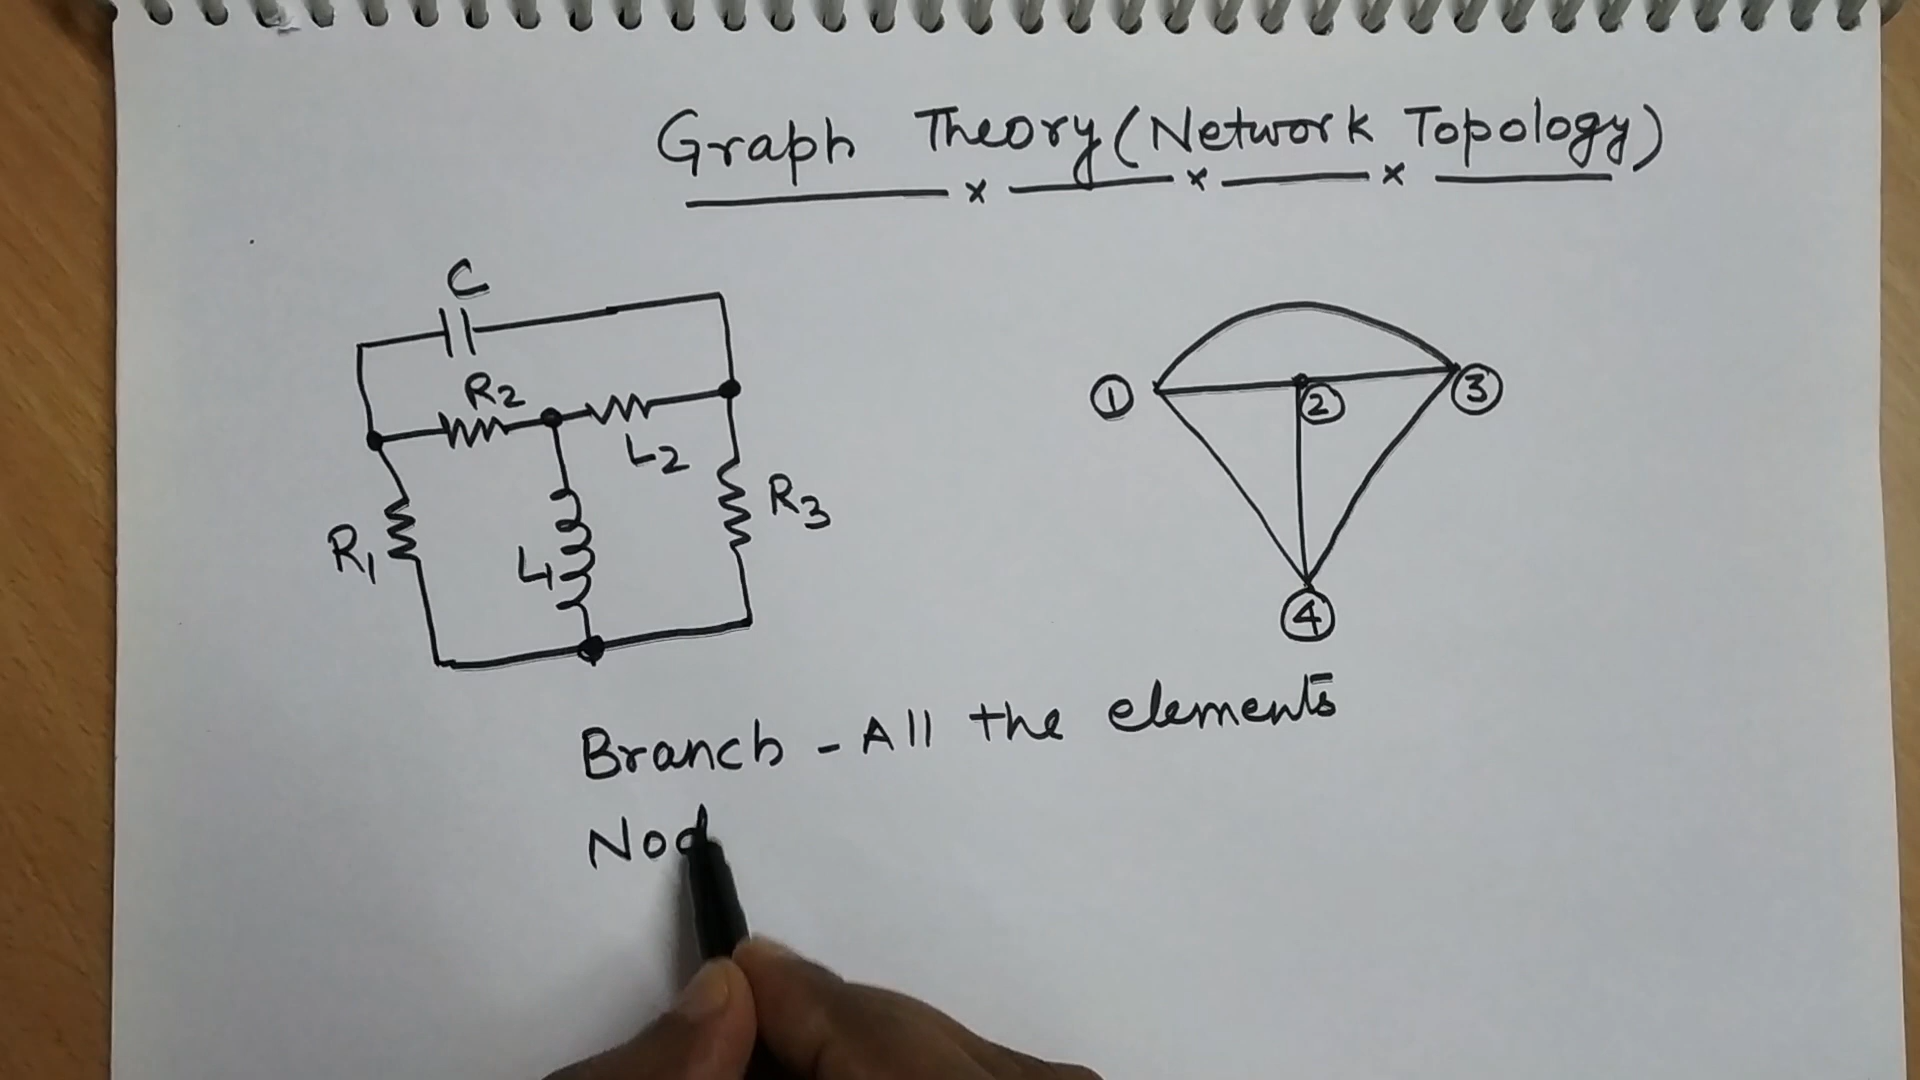 Graph Theory (Network Topology)
C
R2
L2
R1
L1
R3
1
2
3
4
Branch - All the elements
Nod